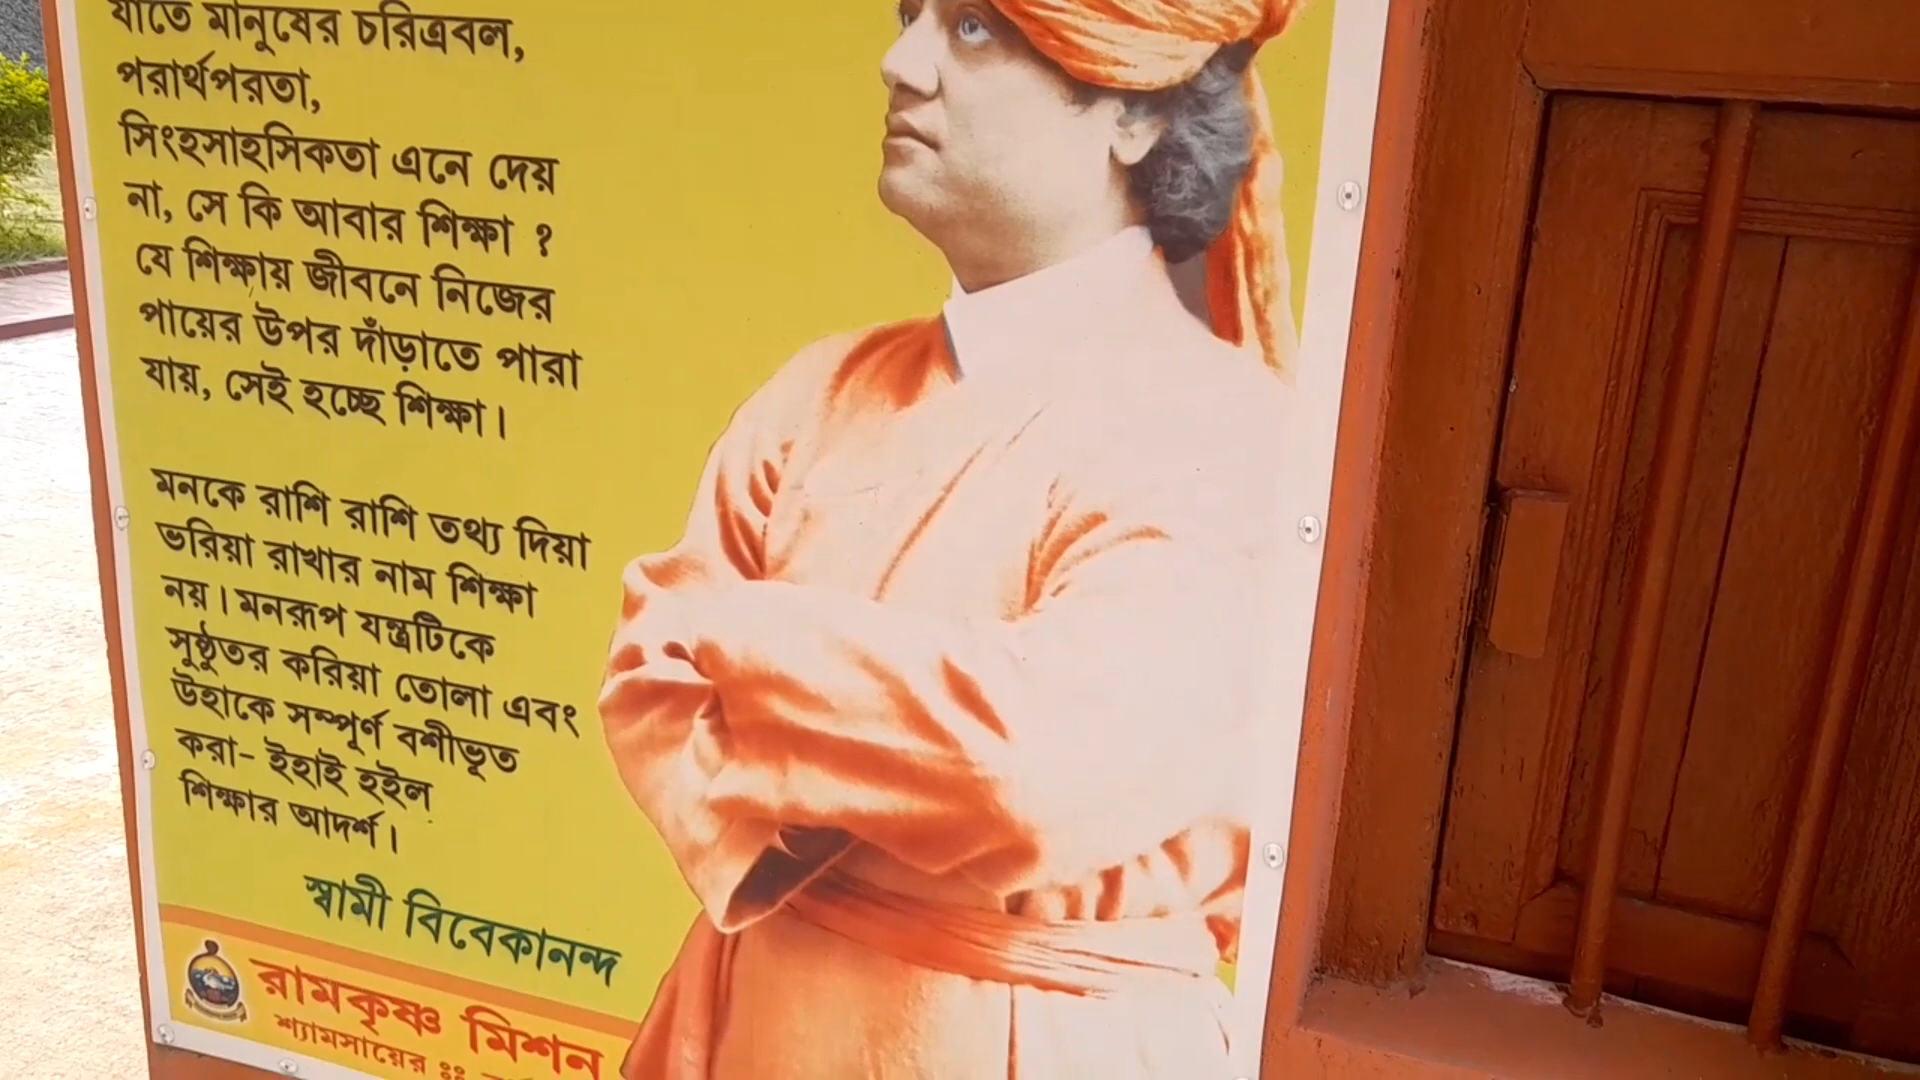 যাতে মানুষের চরিত্রবল,
পরার্থপরতা,
সিংহসাহসিকতা এনে দেয়
না, সে কি আবার শিক্ষা ?
যে শিক্ষায় জীবনে নিজের
পায়ের উপর দাঁড়াতে পারা
যায়, সেই হচ্ছে শিক্ষা।
মনকে রাশি রাশি তথ্য দিয়া
ভরিয়া রাখার নাম শিক্ষা
নয়। মনরূপ যন্ত্রটিকে
সুষ্ঠুতর করিয়া তোলা এবং
উহাকে সম্পূর্ণ বশীভূত
করা- ইহাই হইল
শিক্ষার আদর্শ।
স্বামী বিবেকানন্দ
রামকৃষ্ণ মিশন
শ্যামসায়ের